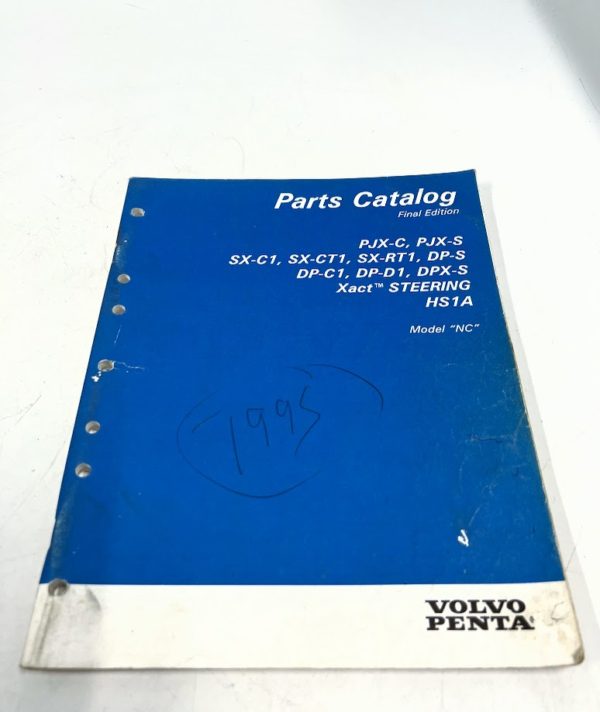 Parts Catalog
Final Edition
PJX-C, PJX-S
SX-C1, SX-CT1, SX-RT1, DP-S
DP-C1, DP-D1, DPX-S
Xact™ STEERING
HS1A
Model "NC"
1995
VOLVO
PENTA®